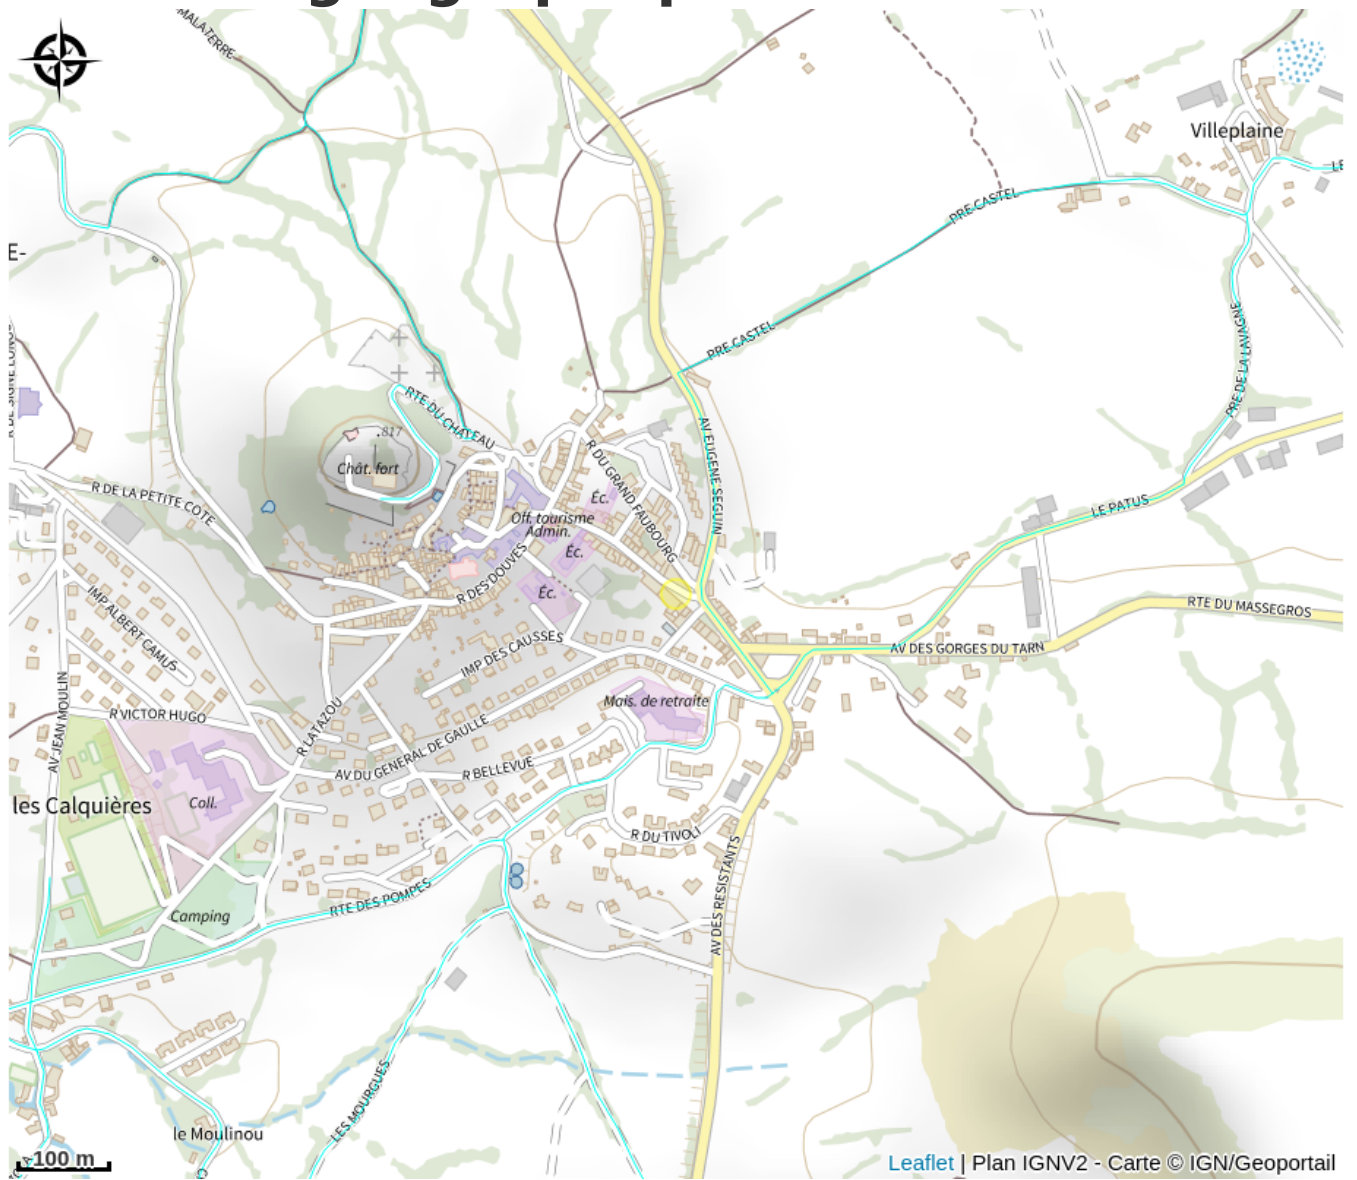 MALATERRE
Villeplaine
LE
PRE CASTEL
E-
PRE CASTEL
PRE DE LA LAVAGNE
RTE DU CHATEAU
.817
Chât. fort
R DU GRAND FAUBOURG
AV EUGENE SEGUIN
R DE LA PETITE COTE
Éc.
Off. tourisme
Admin.
Éc.
LE PATUS
R DES DOUVES
Éc.
IMP ALBERT CAMUS
RTE DU MASSEGROS
IMP DES CAUSSES
AV DES GORGES DU TARN
AV JEAN MOULIN
Mais. de retraite
R VICTOR HUGO
R LATAZOU
AV DU GENERAL DE GAULLE
R BELLEVUE
les Calquières
Coll.
R DU TIVOLI
AV DES RESISTANTS
RTE DES POMPES
Camping
LES MOURGUES
le Moulinou
100 m
Leaflet | Plan IGNV2 - Carte © IGN/Geoportail